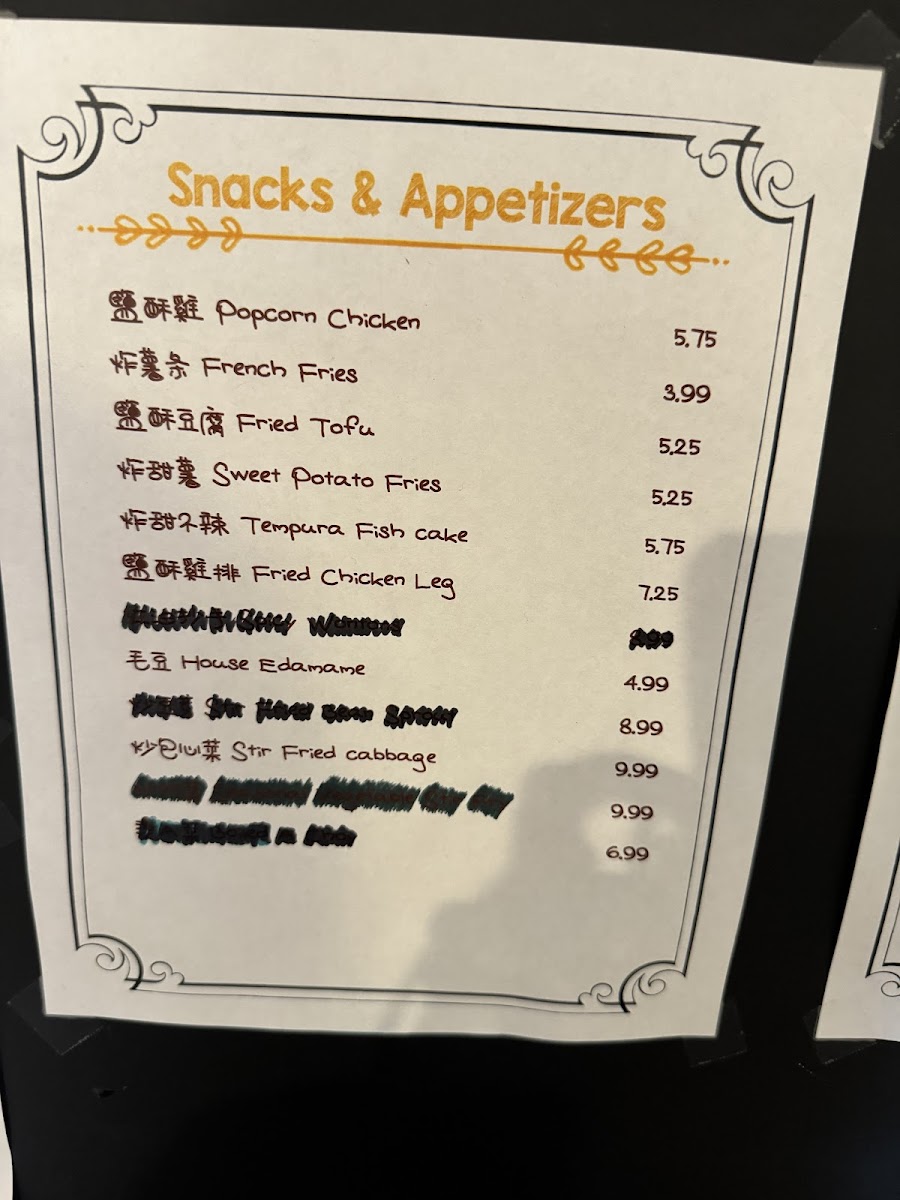 Snacks & Appetizers
鹽酥雞 Popcorn Chicken 5.75
炸薯条 French Fries 3.99
鹽酥豆腐 Fried Tofu 5.25
炸甜薯 Sweet Potato Fries 5.25
炸甜不辣 Tempura Fish cake 5.75
鹽酥雞排 Fried Chicken Leg 7.25
毛豆 House Edamame 4.99
8.99
炒包心菜 Stir Fried cabbage 9.99
9.99
6.99